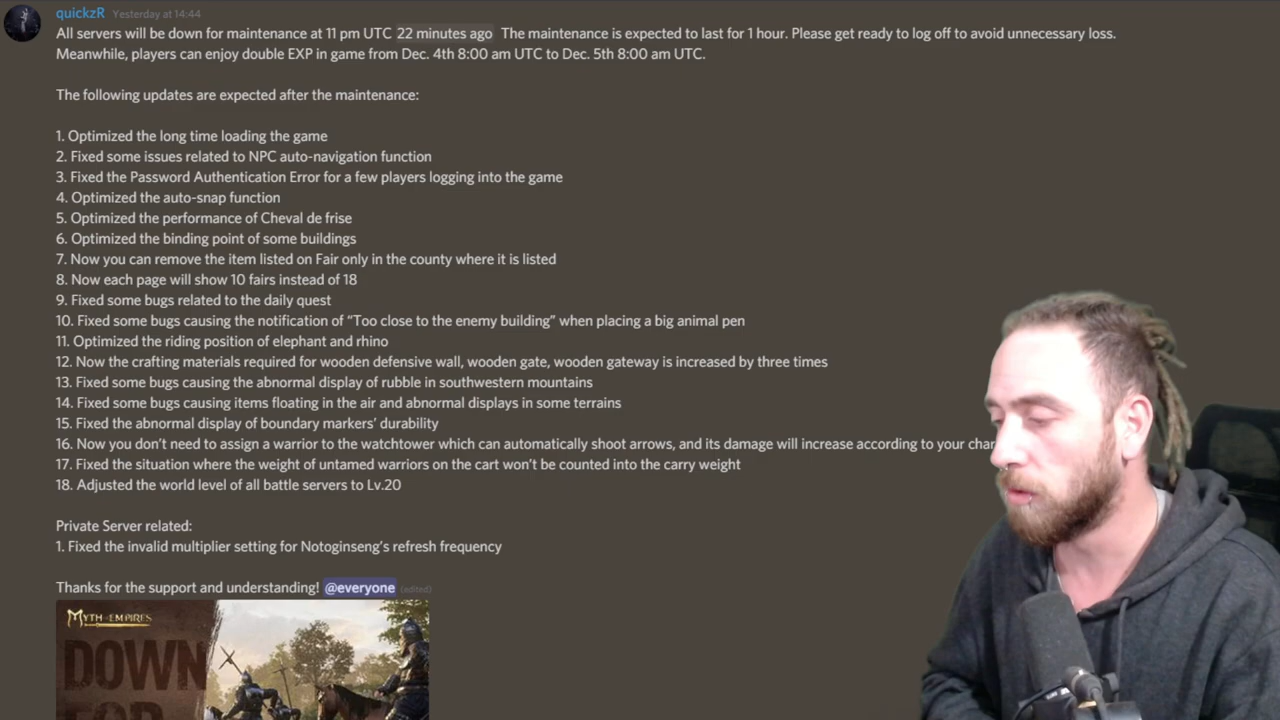 quickzR Yesterday at 14:44
All servers will be down for maintenance at 11 pm UTC 22 minutes ago The maintenance is expected to last for 1 hour. Please get ready to log off to avoid unnecessary loss.
Meanwhile, players can enjoy double EXP in game from Dec. 4th 8:00 am UTC to Dec. 5th 8:00 am UTC.
The following updates are expected after the maintenance:
1. Optimized the long time loading the game
2. Fixed some issues related to NPC auto-navigation function
3. Fixed the Password Authentication Error for a few players logging into the game
4. Optimized the auto-snap function
5. Optimized the performance of Cheval de frise
6. Optimized the binding point of some buildings
7. Now you can remove the item listed on Fair only in the county where it is listed
8. Now each page will show 10 fairs instead of 18
9. Fixed some bugs related to the daily quest
10. Fixed some bugs causing the notification of “Too close to the enemy building” when placing a big animal pen
11. Optimized the riding position of elephant and rhino
12. Now the crafting materials required for wooden defensive wall, wooden gate, wooden gateway is increased by three times
13. Fixed some bugs causing the abnormal display of rubble in southwestern mountains
14. Fixed some bugs causing items floating in the air and abnormal displays in some terrains
15. Fixed the abnormal display of boundary markers’ durability
16. Now you don’t need to assign a warrior to the watchtower which can automatically shoot arrows, and its damage will increase according to your
17. Fixed the situation where the weight of untamed warriors on the cart won’t be counted into the carry weight
18. Adjusted the world level of all battle servers to Lv.20
Private Server related:
1. Fixed the invalid multiplier setting for Notoginseng’s refresh frequency
Thanks for the support and understanding! @everyone (edited)
MYTH OF EMPIRES
DOWN
FOR